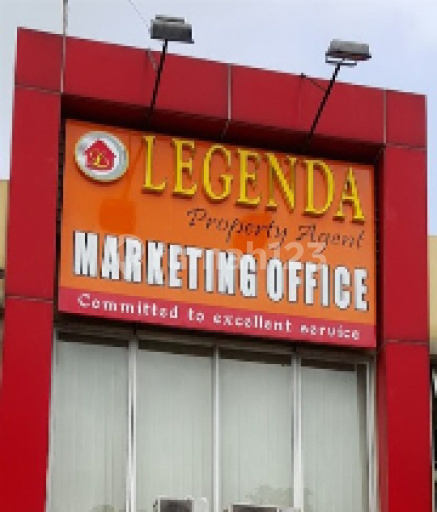 LEGENDA
Property Agent
MARKETING OFFICE
Committed to excellent service